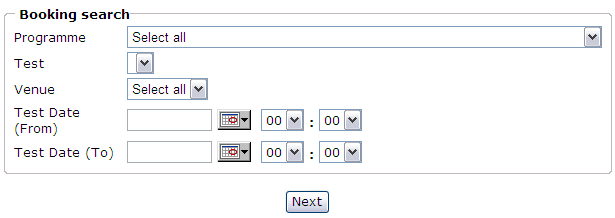 Booking search
Programme Select all
Test
Venue Select all
Test Date
(From) 00 : 00
Test Date (To) 00 : 00
Next